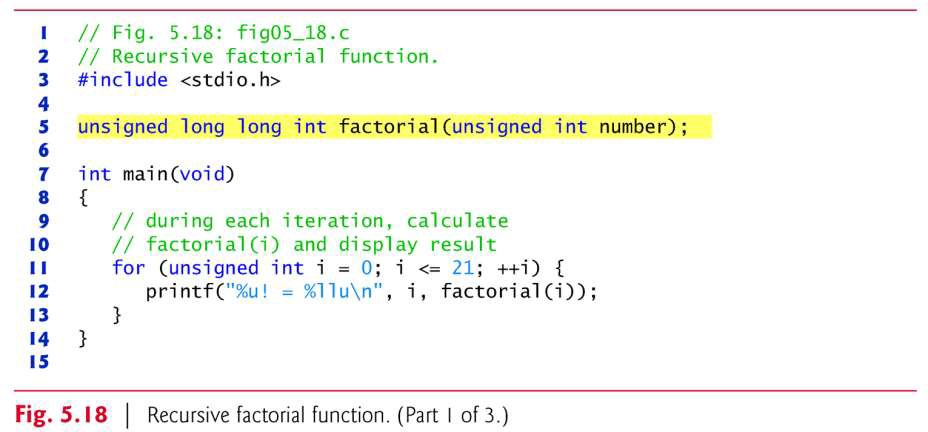 1 // Fig. 5.18: fig05_18.c
2 // Recursive factorial function.
3 #include <stdio.h>
4
5 unsigned long long int factorial(unsigned int number);
6
7 int main(void)
8 {
9    // during each iteration, calculate
10    // factorial(i) and display result
11    for (unsigned int i = 0; i <= 21; ++i) {
12       printf("%u! = %llu\n", i, factorial(i));
13    }
14 }
15
Fig. 5.18 | Recursive factorial function. (Part 1 of 3.)